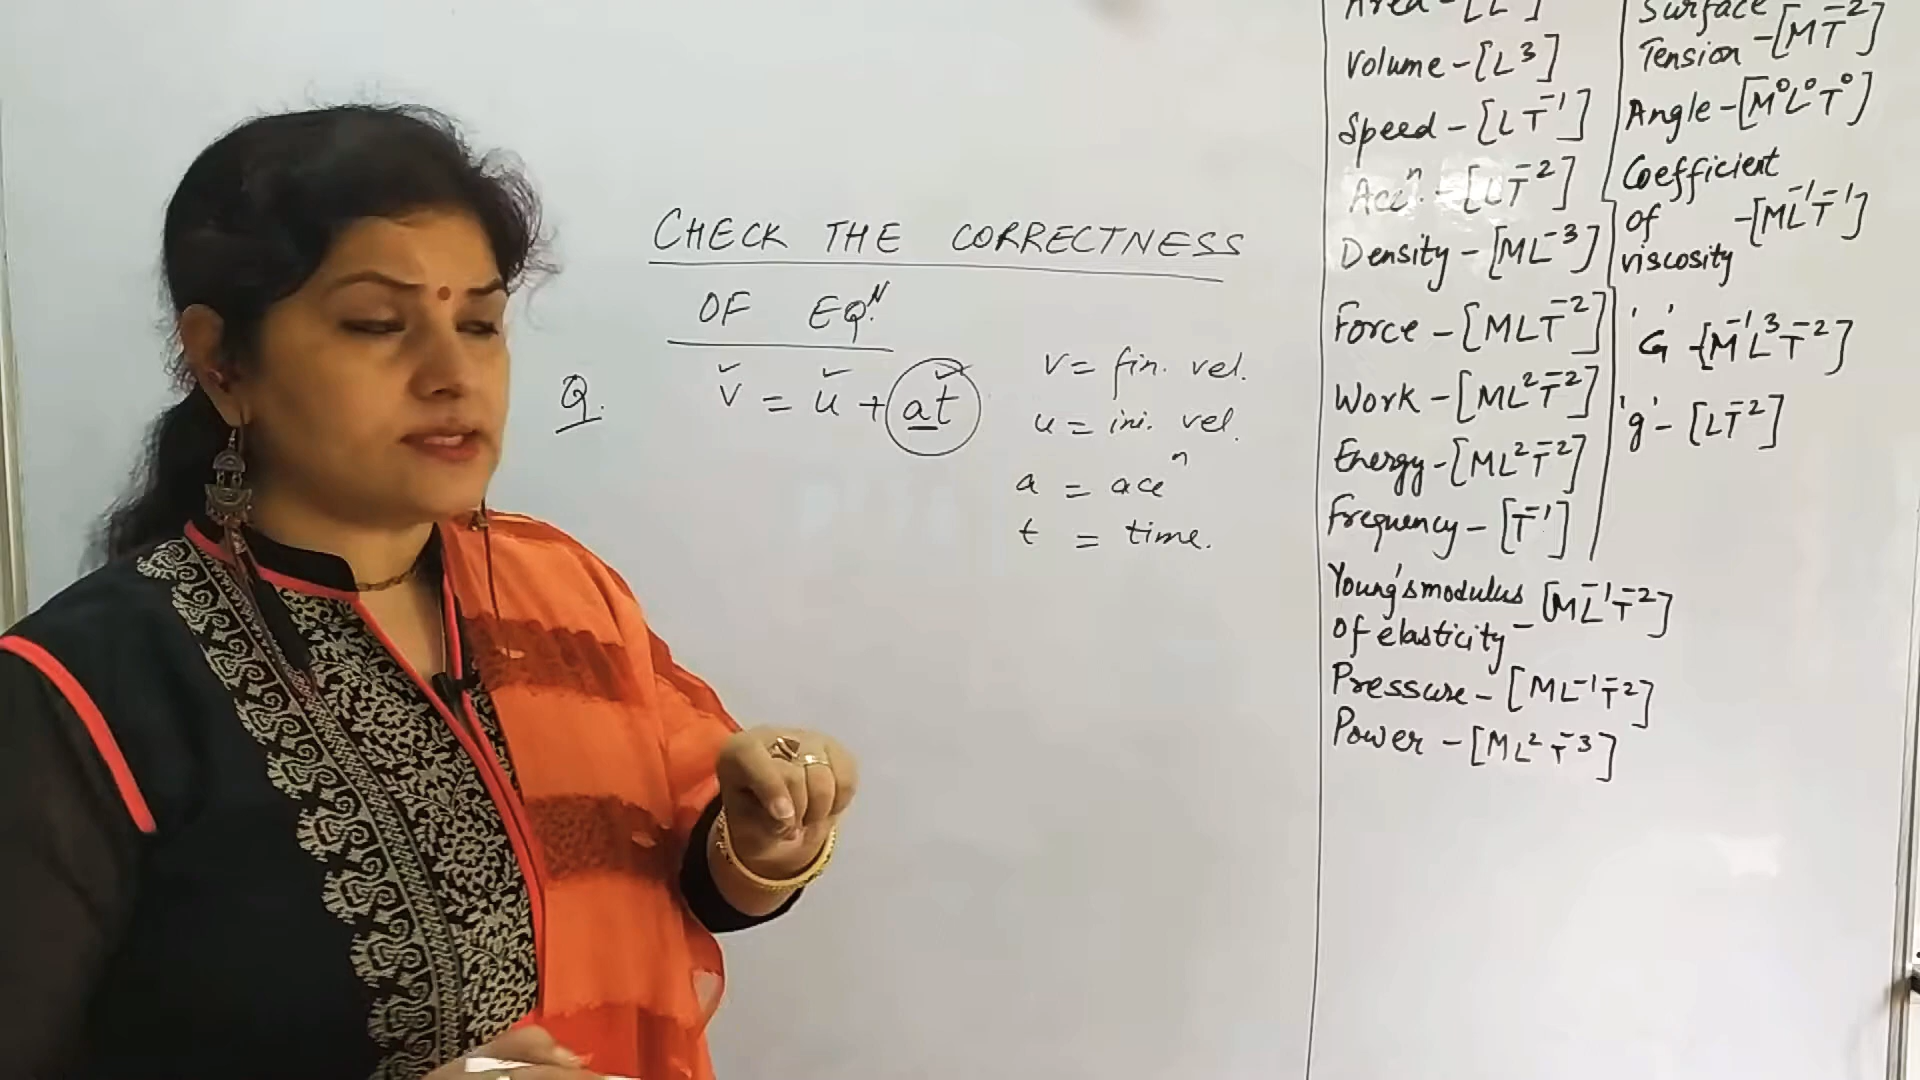 CHECK THE CORRECTNESS
OF EQ.N
Q. v = u + at
v = fin. vel.
u = ini. vel.
a = acen
t = time.
Area - [L ]
Volume - [L3]
Speed - [LT-1]
Accn. - [LT-2]
Density - [ML-3]
Force - [MLT-2]
Work - [ML2T-2]
Energy - [ML2T-2]
Frequency - [T-1]
Young's modulus
of elasticity - [ML-1T-2]
Pressure - [ML-1T-2]
Power - [ML2T-3]
Surface
Tension - [MT-2]
Angle - [M0L0T0]
Coefficient
of - [ML-1T-1]
viscosity
'G' - [M-1L3T-2]
'g' - [LT-2]